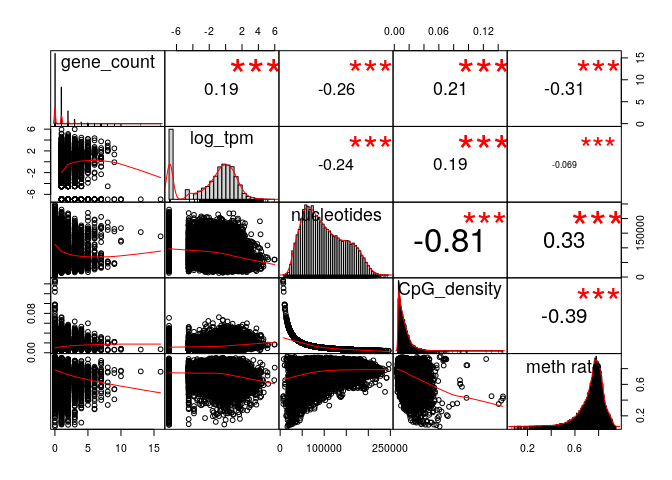 -6 -2 2 4 6 0.00 0.06 0.12
gene_count *** 0.19 *** -0.26 *** 0.21 *** -0.31 0 5 10 15
-6 -2 2 4 6 log_tpm *** -0.24 *** 0.19 *** -0.069
nucleotides *** -0.81 *** 0.33 0 150000
0.00 0.08 CpG_density *** -0.39
meth rat 0.2 0.6
0 5 10 15 0 100000 250000 0.2 0.6